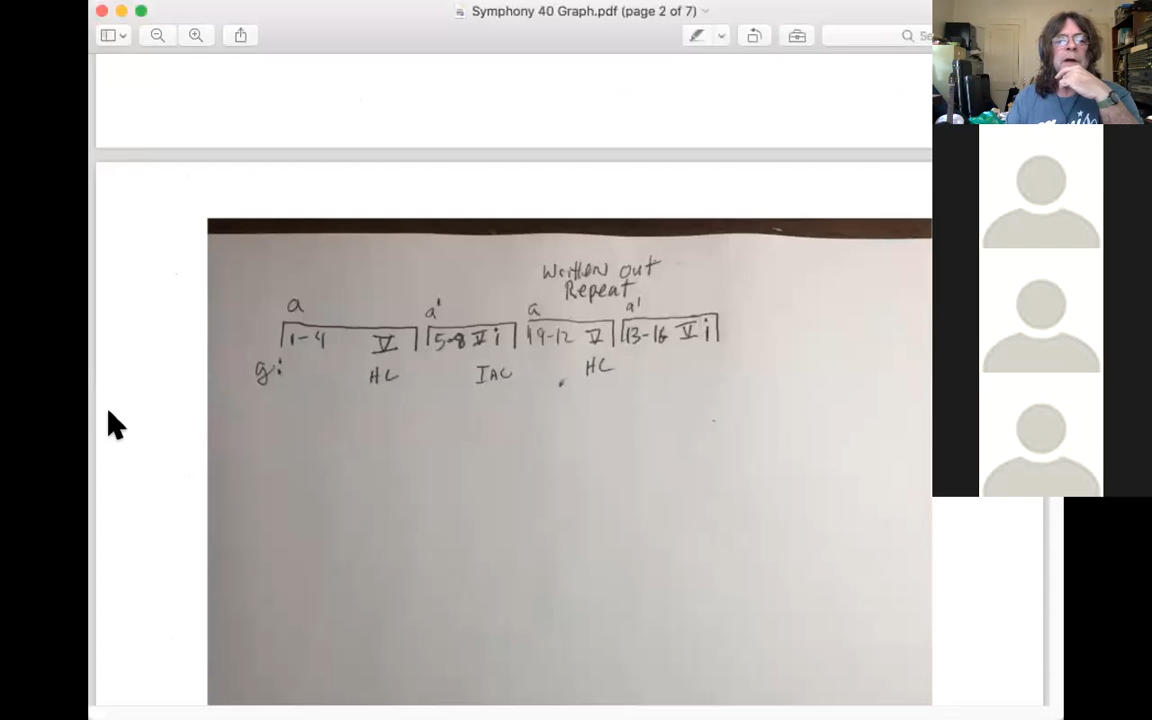 Symphony 40 Graph.pdf (page 2 of 7)
Se
Written Out
Repeat
a a' a a'
1-4 V 5-8 V i 9-12 V 13-16 V i
g:
HC IAC HC